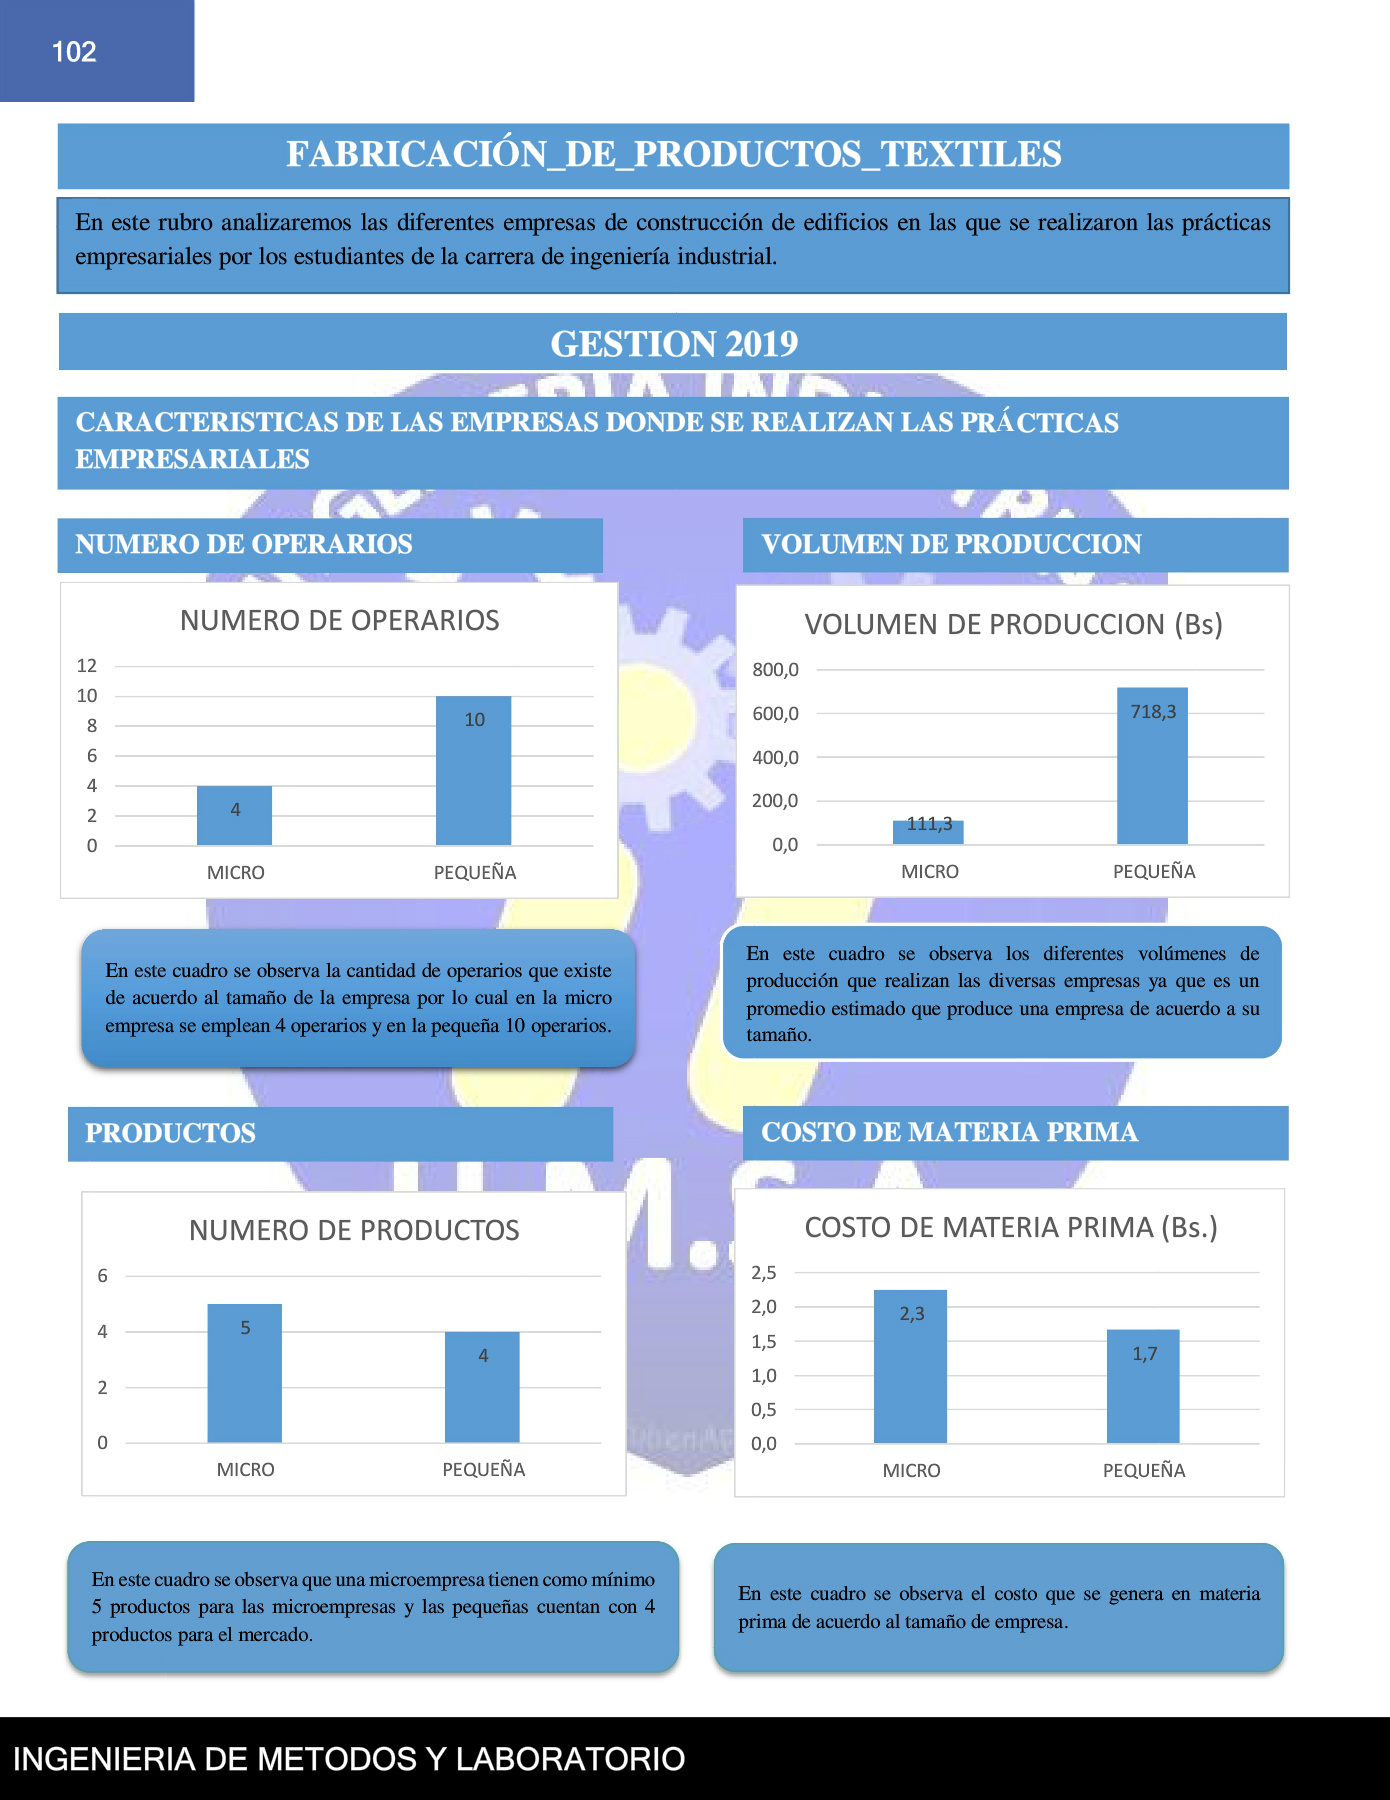 102
FABRICACIÓN_DE_PRODUCTOS_TEXTILES
En este rubro analizaremos las diferentes empresas de construcción de edificios en las que se realizaron las prácticas
empresariales por los estudiantes de la carrera de ingeniería industrial.
GESTION 2019
CARACTERISTICAS DE LAS EMPRESAS DONDE SE REALIZAN LAS PRÁCTICAS
EMPRESARIALES
NUMERO DE OPERARIOS
NUMERO DE OPERARIOS
12
10
8
6
4
2
0
4
10
MICRO
PEQUEÑA
En este cuadro se observa la cantidad de operarios que existe
de acuerdo al tamaño de la empresa por lo cual en la micro
empresa se emplean 4 operarios y en la pequeña 10 operarios.
VOLUMEN DE PRODUCCION
VOLUMEN DE PRODUCCION (Bs)
800,0
600,0
400,0
200,0
0,0
111,3
718,3
MICRO
PEQUEÑA
En este cuadro se observa los diferentes volúmenes de
producción que realizan las diversas empresas ya que es un
promedio estimado que produce una empresa de acuerdo a su
tamaño.
PRODUCTOS
NUMERO DE PRODUCTOS
6
4
2
0
5
4
MICRO
PEQUEÑA
En este cuadro se observa que una microempresa tienen como mínimo
5 productos para las microempresas y las pequeñas cuentan con 4
productos para el mercado.
COSTO DE MATERIA PRIMA
COSTO DE MATERIA PRIMA (Bs.)
2,5
2,0
1,5
1,0
0,5
0,0
2,3
1,7
MICRO
PEQUEÑA
En este cuadro se observa el costo que se genera en materia
prima de acuerdo al tamaño de empresa.
INGENIERIA DE METODOS Y LABORATORIO